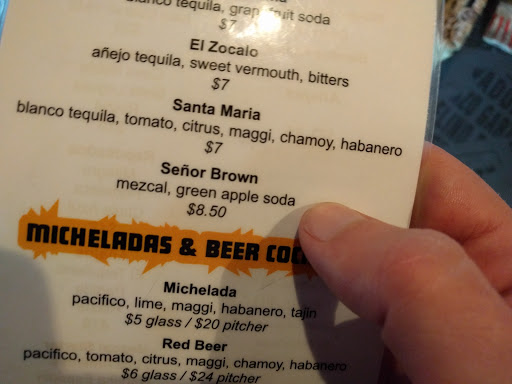 blanco tequila, grapefruit soda
$7
El Zocalo
añejo tequila, sweet vermouth, bitters
$7
Santa Maria
blanco tequila, tomato, citrus, maggi, chamoy, habanero
$7
Señor Brown
mezcal, green apple soda
$8.50
MICHELADAS & BEER
Michelada
pacifico, lime, maggi, habanero, tajin
$5 glass / $20 pitcher
Red Beer
pacifico, tomato, citrus, maggi, chamoy, habanero
$6 glass / $24 pitcher